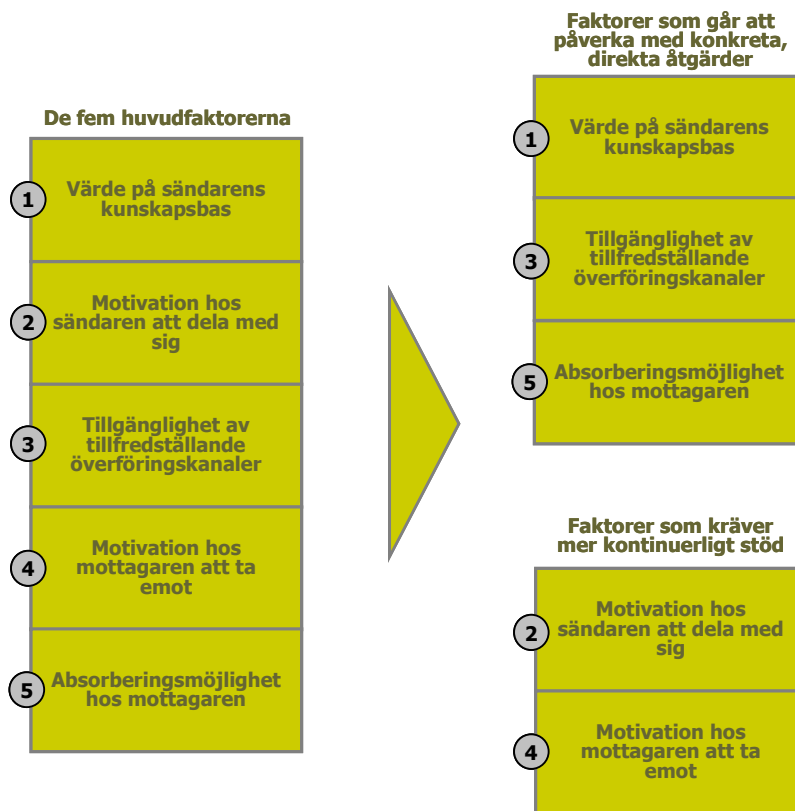 De fem huvudfaktorerna
1
Värde på sändarens
kunskapsbas
2
Motivation hos
sändaren att dela med
sig
3
Tillgänglighet av
tillfredställande
överföringskanaler
4
Motivation hos
mottagaren att ta
emot
5
Absorberingsmöjlighet
hos mottagaren
Faktorer som går att
påverka med konkreta,
direkta åtgärder
1
Värde på sändarens
kunskapsbas
3
Tillgänglighet av
tillfredställande
överföringskanaler
5
Absorberingsmöjlighet
hos mottagaren
Faktorer som kräver
mer kontinuerligt stöd
2
Motivation hos
sändaren att dela med
sig
4
Motivation hos
mottagaren att ta
emot